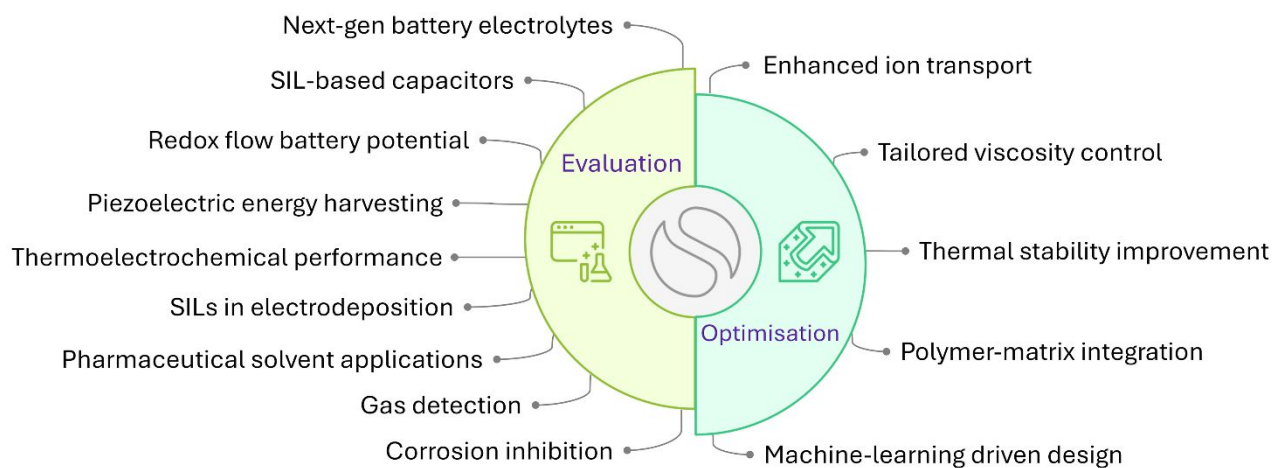 Next-gen battery electrolytes
SIL-based capacitors
Redox flow battery potential
Piezoelectric energy harvesting
Thermoelectrochemical performance
SILs in electrodeposition
Pharmaceutical solvent applications
Gas detection
Corrosion inhibition
Evaluation
Optimisation
Enhanced ion transport
Tailored viscosity control
Thermal stability improvement
Polymer-matrix integration
Machine-learning driven design